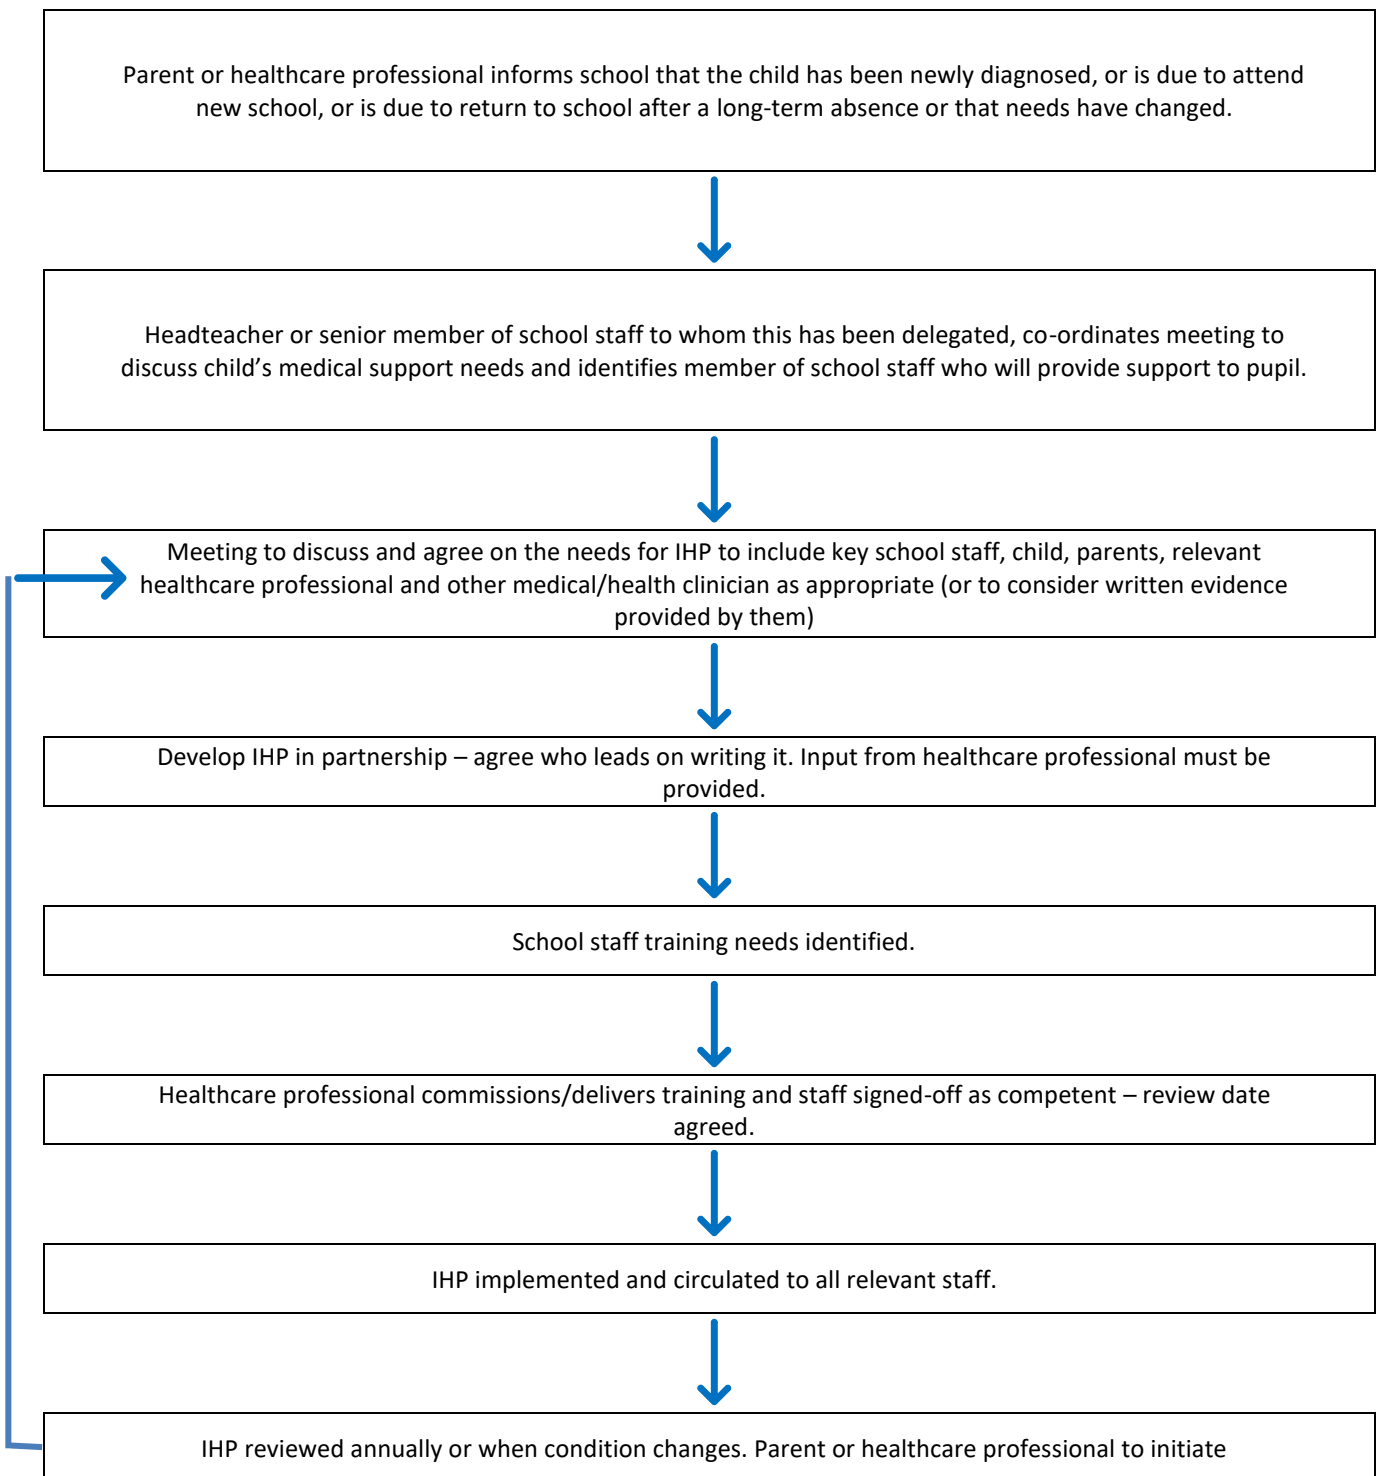 Parent or healthcare professional informs school that the child has been newly diagnosed, or is due to attend
new school, or is due to return to school after a long-term absence or that needs have changed.
Headteacher or senior member of school staff to whom this has been delegated, co-ordinates meeting to
discuss child’s medical support needs and identifies member of school staff who will provide support to pupil.
Meeting to discuss and agree on the needs for IHP to include key school staff, child, parents, relevant
healthcare professional and other medical/health clinician as appropriate (or to consider written evidence
provided by them)
Develop IHP in partnership – agree who leads on writing it. Input from healthcare professional must be
provided.
School staff training needs identified.
Healthcare professional commissions/delivers training and staff signed-off as competent – review date
agreed.
IHP implemented and circulated to all relevant staff.
IHP reviewed annually or when condition changes. Parent or healthcare professional to initiate